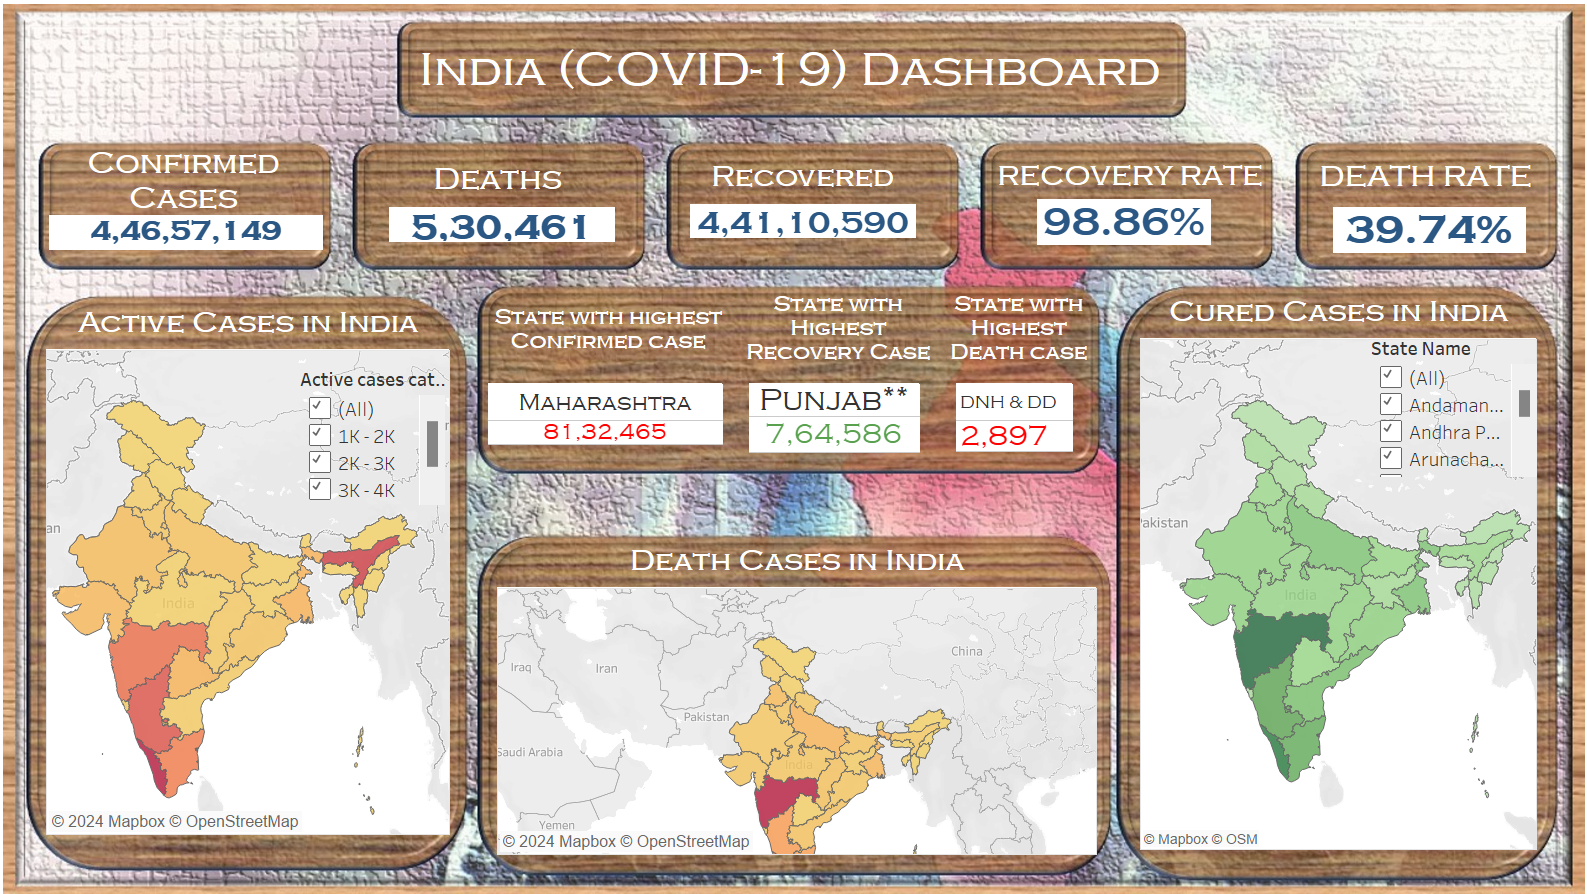 India (COVID-19) Dashboard
Confirmed
Cases
4,46,57,149
Deaths
5,30,461
Recovered
4,41,10,590
RECOVERY RATE
98.86%
DEATH RATE
39.74%
Active Cases in India
Active cases cat..
(All)
1K - 2K
2K - 3K
3K - 4K
an
India
© 2024 Mapbox © OpenStreetMap
State with highest
Confirmed case
Maharashtra
81,32,465
State with
Highest
Recovery Case
Punjab**
7,64,586
State with
Highest
Death case
DNH & DD
2,897
Death Cases in India
Iraq
Iran
China
Pakistan
Saudi Arabia
India
Yemen
© 2024 Mapbox © OpenStreetMap
Cured Cases in India
State Name
(All)
Andaman...
Andhra P...
Arunacha...
akistan
India
© Mapbox © OSM